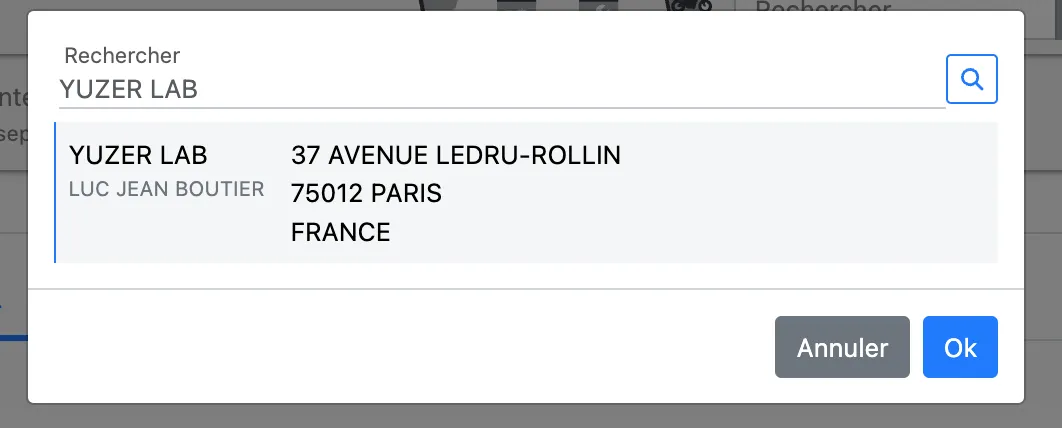 Rechercher
Rechercher
YUZER LAB
YUZER LAB
LUC JEAN BOUTIER
37 AVENUE LEDRU-ROLLIN
75012 PARIS
FRANCE
Annuler
Ok